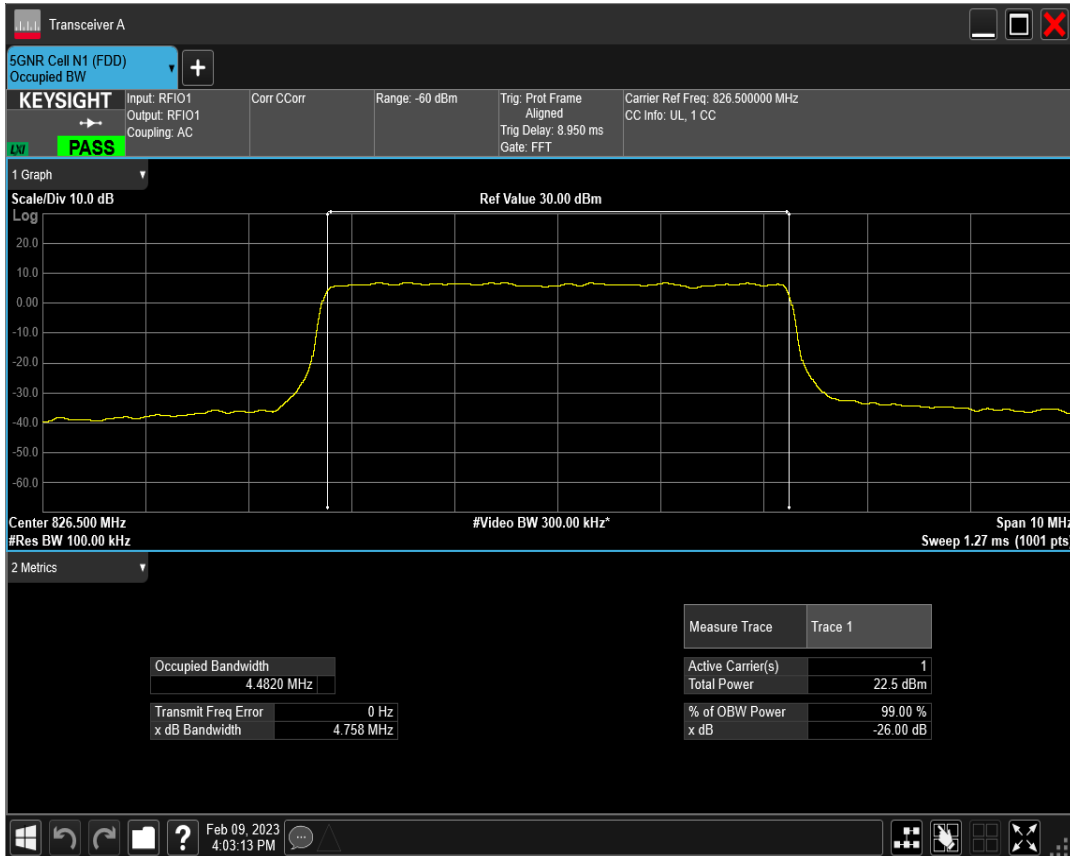 Transceiver A
5GNR Cell N1 (FDD)
Occupied BW
+
KEYSIGHT
LXI
PASS
Input: RFIO1
Output: RFIO1
Coupling: AC
Corr CCorr
Range: -60 dBm
Trig: Prot Frame
Aligned
Trig Delay: 8.950 ms
Gate: FFT
Carrier Ref Freq: 826.500000 MHz
CC Info: UL, 1 CC
1 Graph
Scale/Div 10.0 dB
Ref Value 30.00 dBm
Log
20.0
10.0
0.00
-10.0
-20.0
-30.0
-40.0
-50.0
-60.0
Center 826.500 MHz
#Video BW 300.00 kHz*
Span 10 MHz
#Res BW 100.00 kHz
Sweep 1.27 ms (1001 pts)
2 Metrics
Measure Trace Trace 1
Occupied Bandwidth
4.4820 MHz
Active Carrier(s) 1
Total Power 22.5 dBm
Transmit Freq Error 0 Hz
x dB Bandwidth 4.758 MHz
% of OBW Power 99.00 %
x dB -26.00 dB
?
Feb 09, 2023
4:03:13 PM